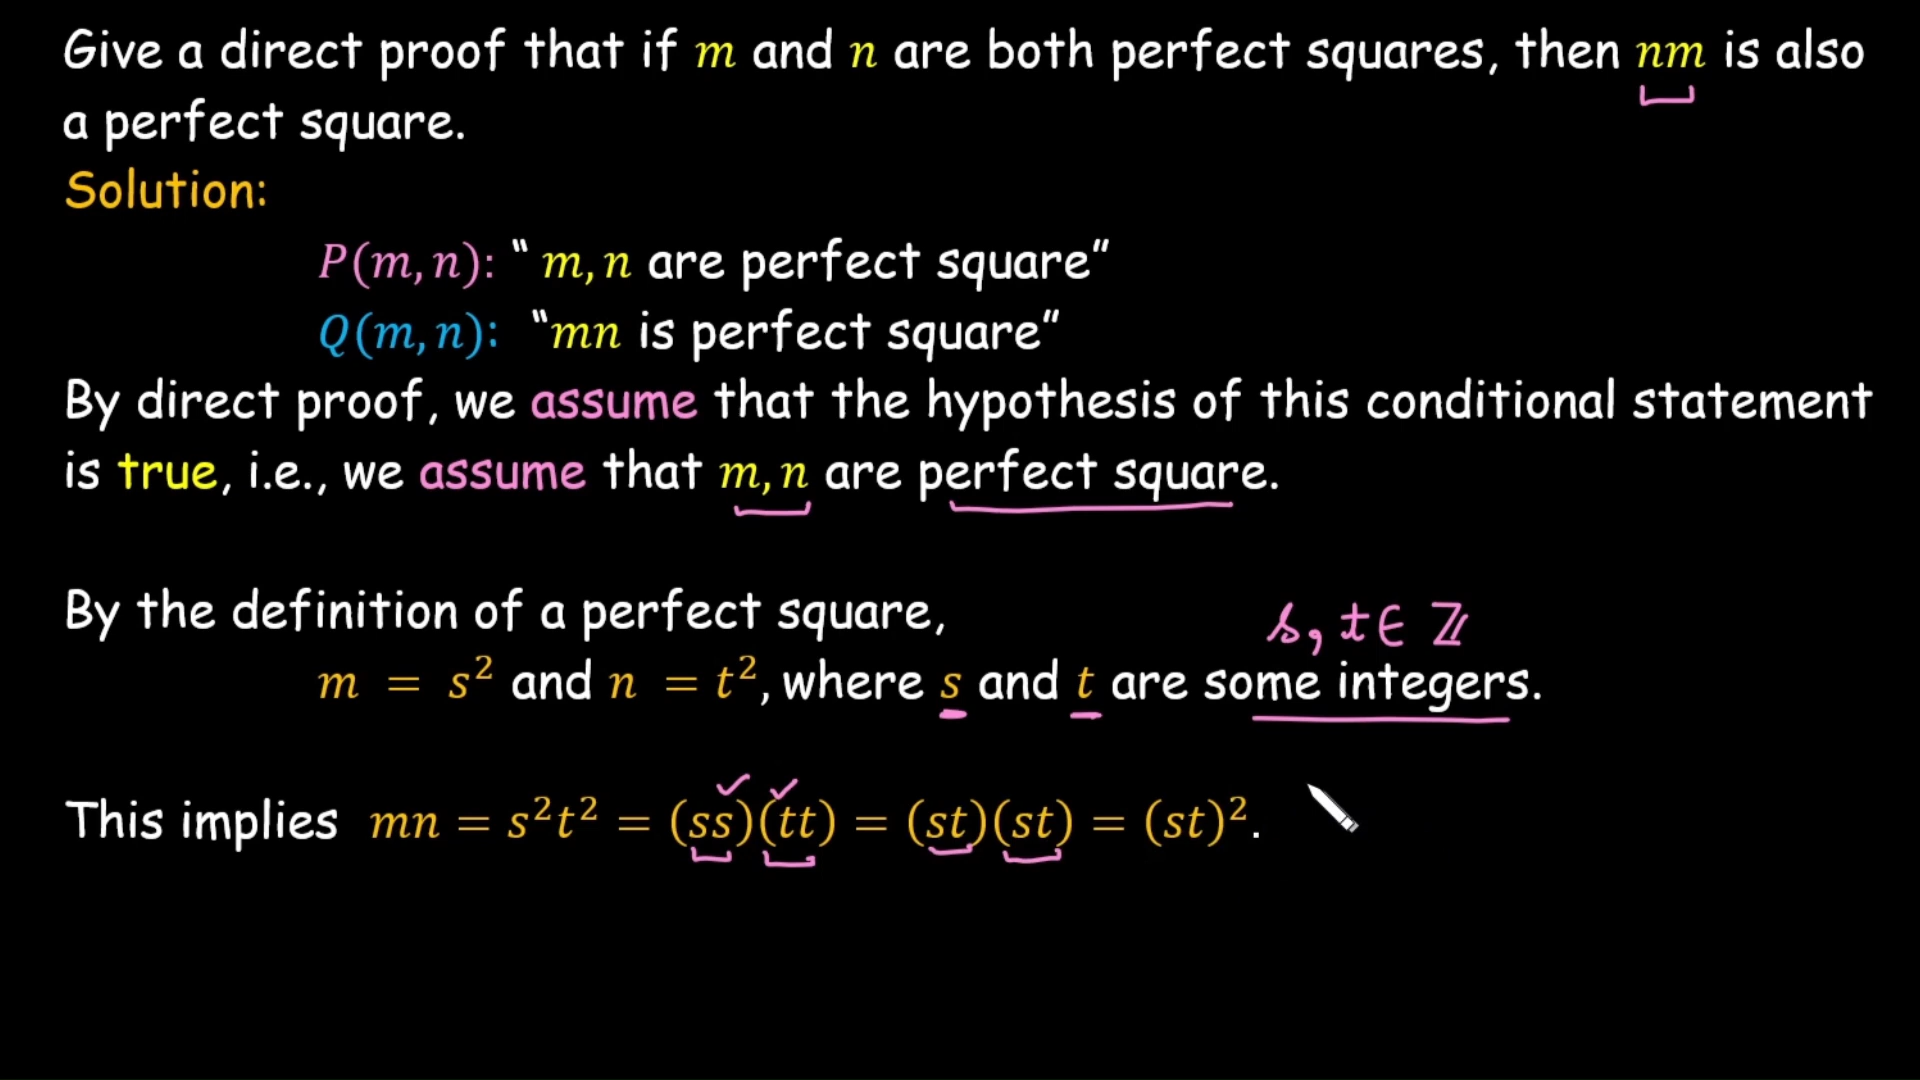 Give a direct proof that if m and n are both perfect squares, then nm is also
a perfect square.
Solution:
P(m, n): “ m, n are perfect square”
Q(m, n): “mn is perfect square”
By direct proof, we assume that the hypothesis of this conditional statement
is true, i.e., we assume that m, n are perfect square.
By the definition of a perfect square,
s, t ∈ ℤ
m = s² and n = t², where s and t are some integers.
This implies mn = s²t² = (ss)(tt) = (st)(st) = (st)².